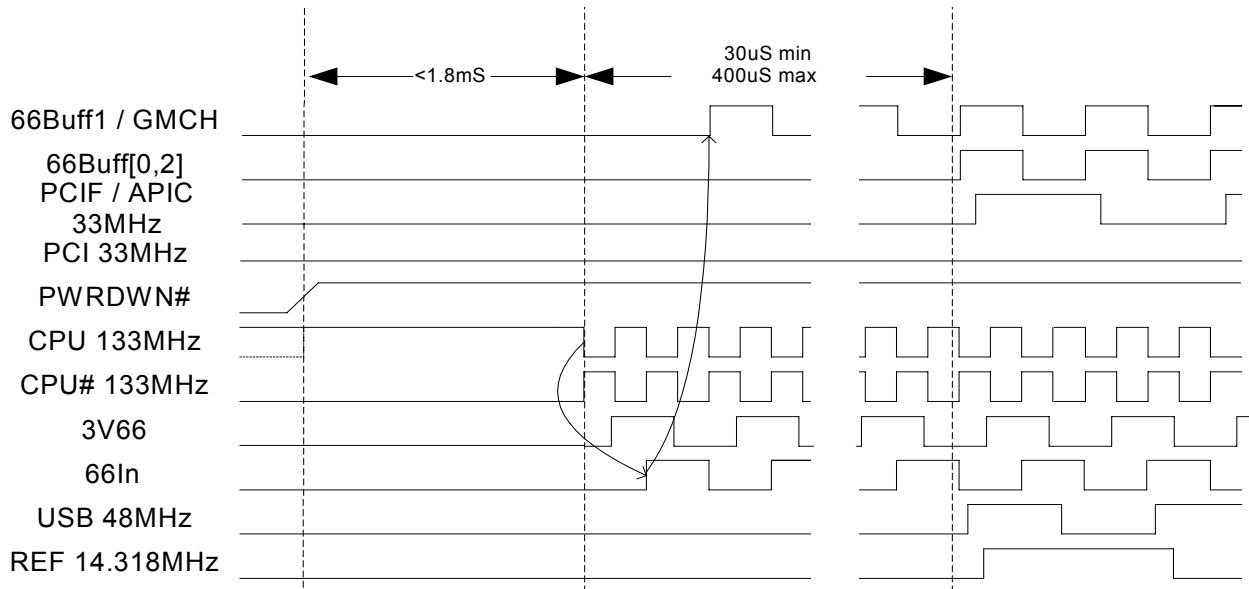 <1.8mS
30uS min
400uS max
66Buff1 / GMCH
66Buff[0,2]
PCIF / APIC
33MHz
PCI 33MHz
PWRDWN#
CPU 133MHz
CPU# 133MHz
3V66
66In
USB 48MHz
REF 14.318MHz